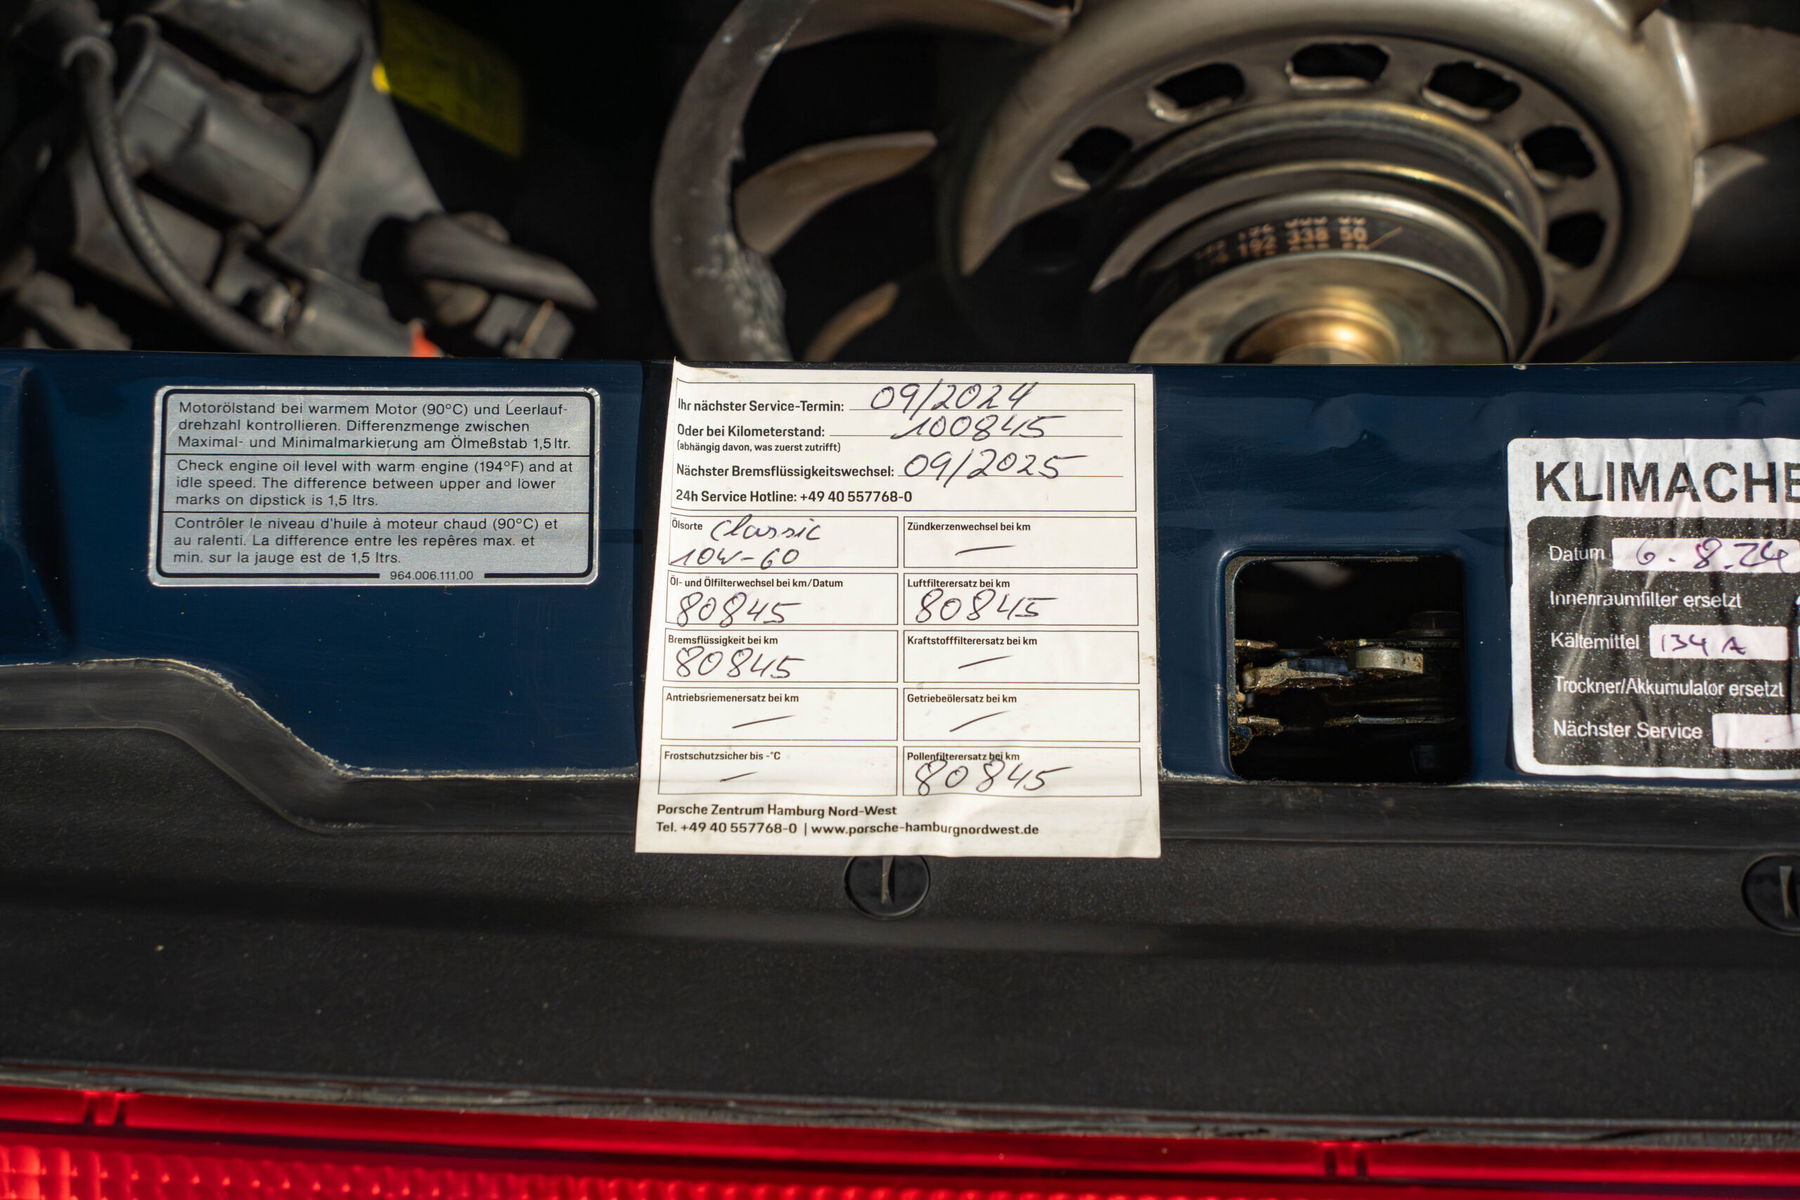 192 338 50
Motorölstand bei warmem Motor (90°C) und Leerlauf-
drehzahl kontrollieren. Differenzmenge zwischen
Maximal- und Minimalmarkierung am Ölmeßstab 1,5 ltr.
Check engine oil level with warm engine (194°F) and at
idle speed. The difference between upper and lower
marks on dipstick is 1,5 ltrs.
Contrôler le niveau d'huile à moteur chaud (90°C) et
au ralenti. La difference entre les repêres max. et
min. sur la jauge est de 1,5 ltrs.
964.006.111.00
Ihr nächster Service-Termin: 09/2024
Oder bei Kilometerstand: 100845
(abhängig davon, was zuerst zutrifft)
Nächster Bremsflüssigkeitswechsel: 09/2025
24h Service Hotline: +49 40 557768-0
Ölsorte Classic
10W-60
Zündkerzenwechsel bei km
—
Öl- und Ölfilterwechsel bei km/Datum
80845
Luftfilterersatz bei km
80845
Bremsflüssigkeit bei km
80845
Kraftstofffilterersatz bei km
—
Antriebsriemenersatz bei km
—
Getriebeölersatz bei km
—
Frostschutzsicher bis -°C
—
Pollenfilterersatz bei km
80845
Porsche Zentrum Hamburg Nord-West
Tel. +49 40 557768-0 | www.porsche-hamburgnordwest.de
KLIMACHE
Datum 6.8.24
Innenraumfilter ersetzt
Kältemittel 134 A
Trockner/Akkumulator ersetzt
Nächster Service